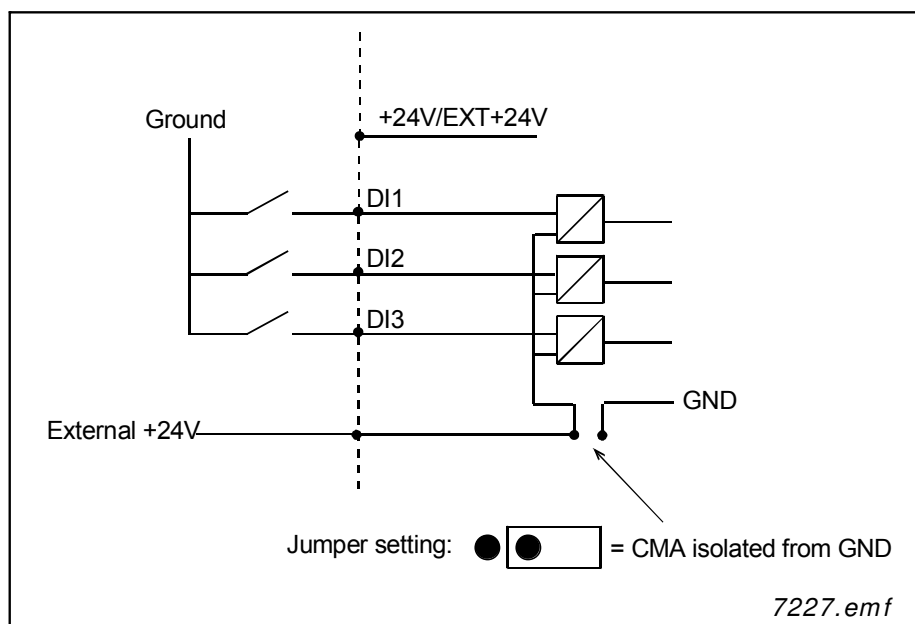 Ground
+24V/EXT+24V
DI1
DI2
DI3
GND
External +24V
Jumper setting: = CMA isolated from GND
7227.emf